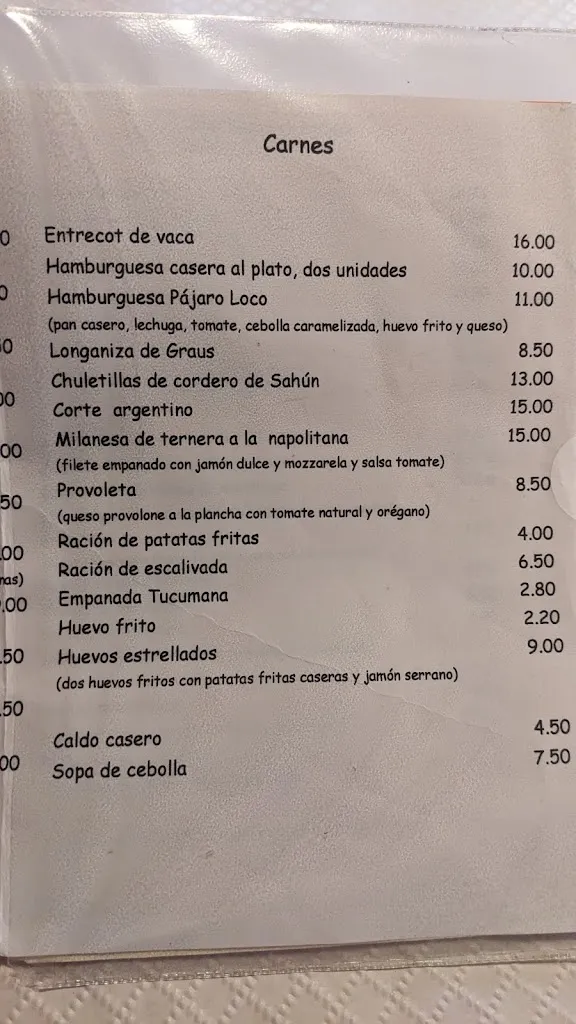 Carnes
Entrecot de vaca 16.00
Hamburguesa casera al plato, dos unidades 10.00
Hamburguesa Pájaro Loco 11.00
(pan casero, lechuga, tomate, cebolla caramelizada, huevo frito y queso)
Longaniza de Graus 8.50
Chuletillas de cordero de Sahún 13.00
Corte argentino 15.00
Milanesa de ternera a la napolitana 15.00
(filete empanado con jamón dulce y mozzarela y salsa tomate)
Provoleta 8.50
(queso provolone a la plancha con tomate natural y orégano)
Ración de patatas fritas 4.00
Ración de escalivada 6.50
Empanada Tucumana 2.80
Huevo frito 2.20
Huevos estrellados 9.00
(dos huevos fritos con patatas fritas caseras y jamón serrano)
Caldo casero 4.50
Sopa de cebolla 7.50